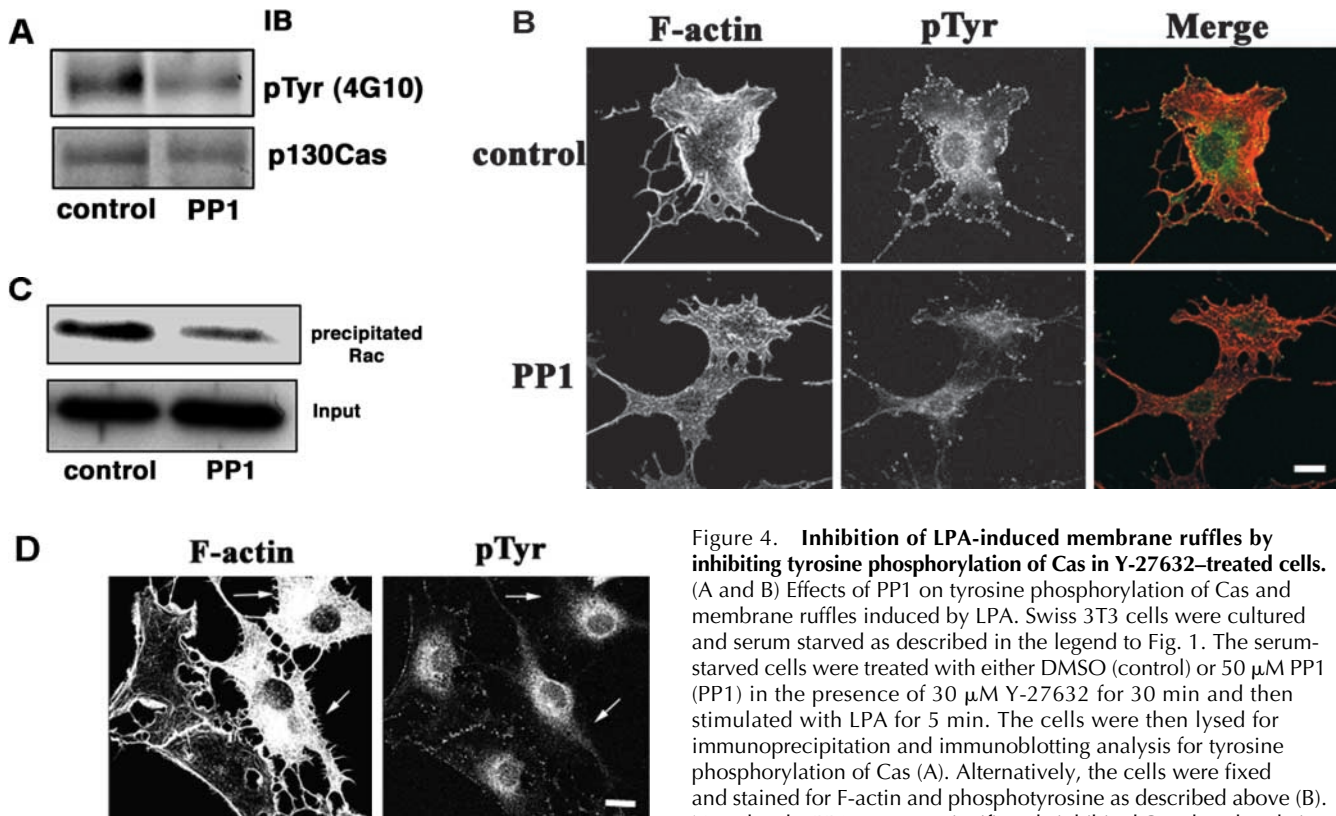 A
IB
pTyr (4G10)
p130Cas
control PP1
B
F-actin pTyr Merge
control
PP1
C
precipitated
Rac
Input
control PP1
D
F-actin pTyr
Figure 4. Inhibition of LPA-induced membrane ruffles by
inhibiting tyrosine phosphorylation of Cas in Y-27632–treated cells.
(A and B) Effects of PP1 on tyrosine phosphorylation of Cas and
membrane ruffles induced by LPA. Swiss 3T3 cells were cultured
and serum starved as described in the legend to Fig. 1. The serum-
starved cells were treated with either DMSO (control) or 50 μM PP1
(PP1) in the presence of 30 μM Y-27632 for 30 min and then
stimulated with LPA for 5 min. The cells were then lysed for
immunoprecipitation and immunoblotting analysis for tyrosine
phosphorylation of Cas (A). Alternatively, the cells were fixed
and stained for F-actin and phosphotyrosine as described above (B).